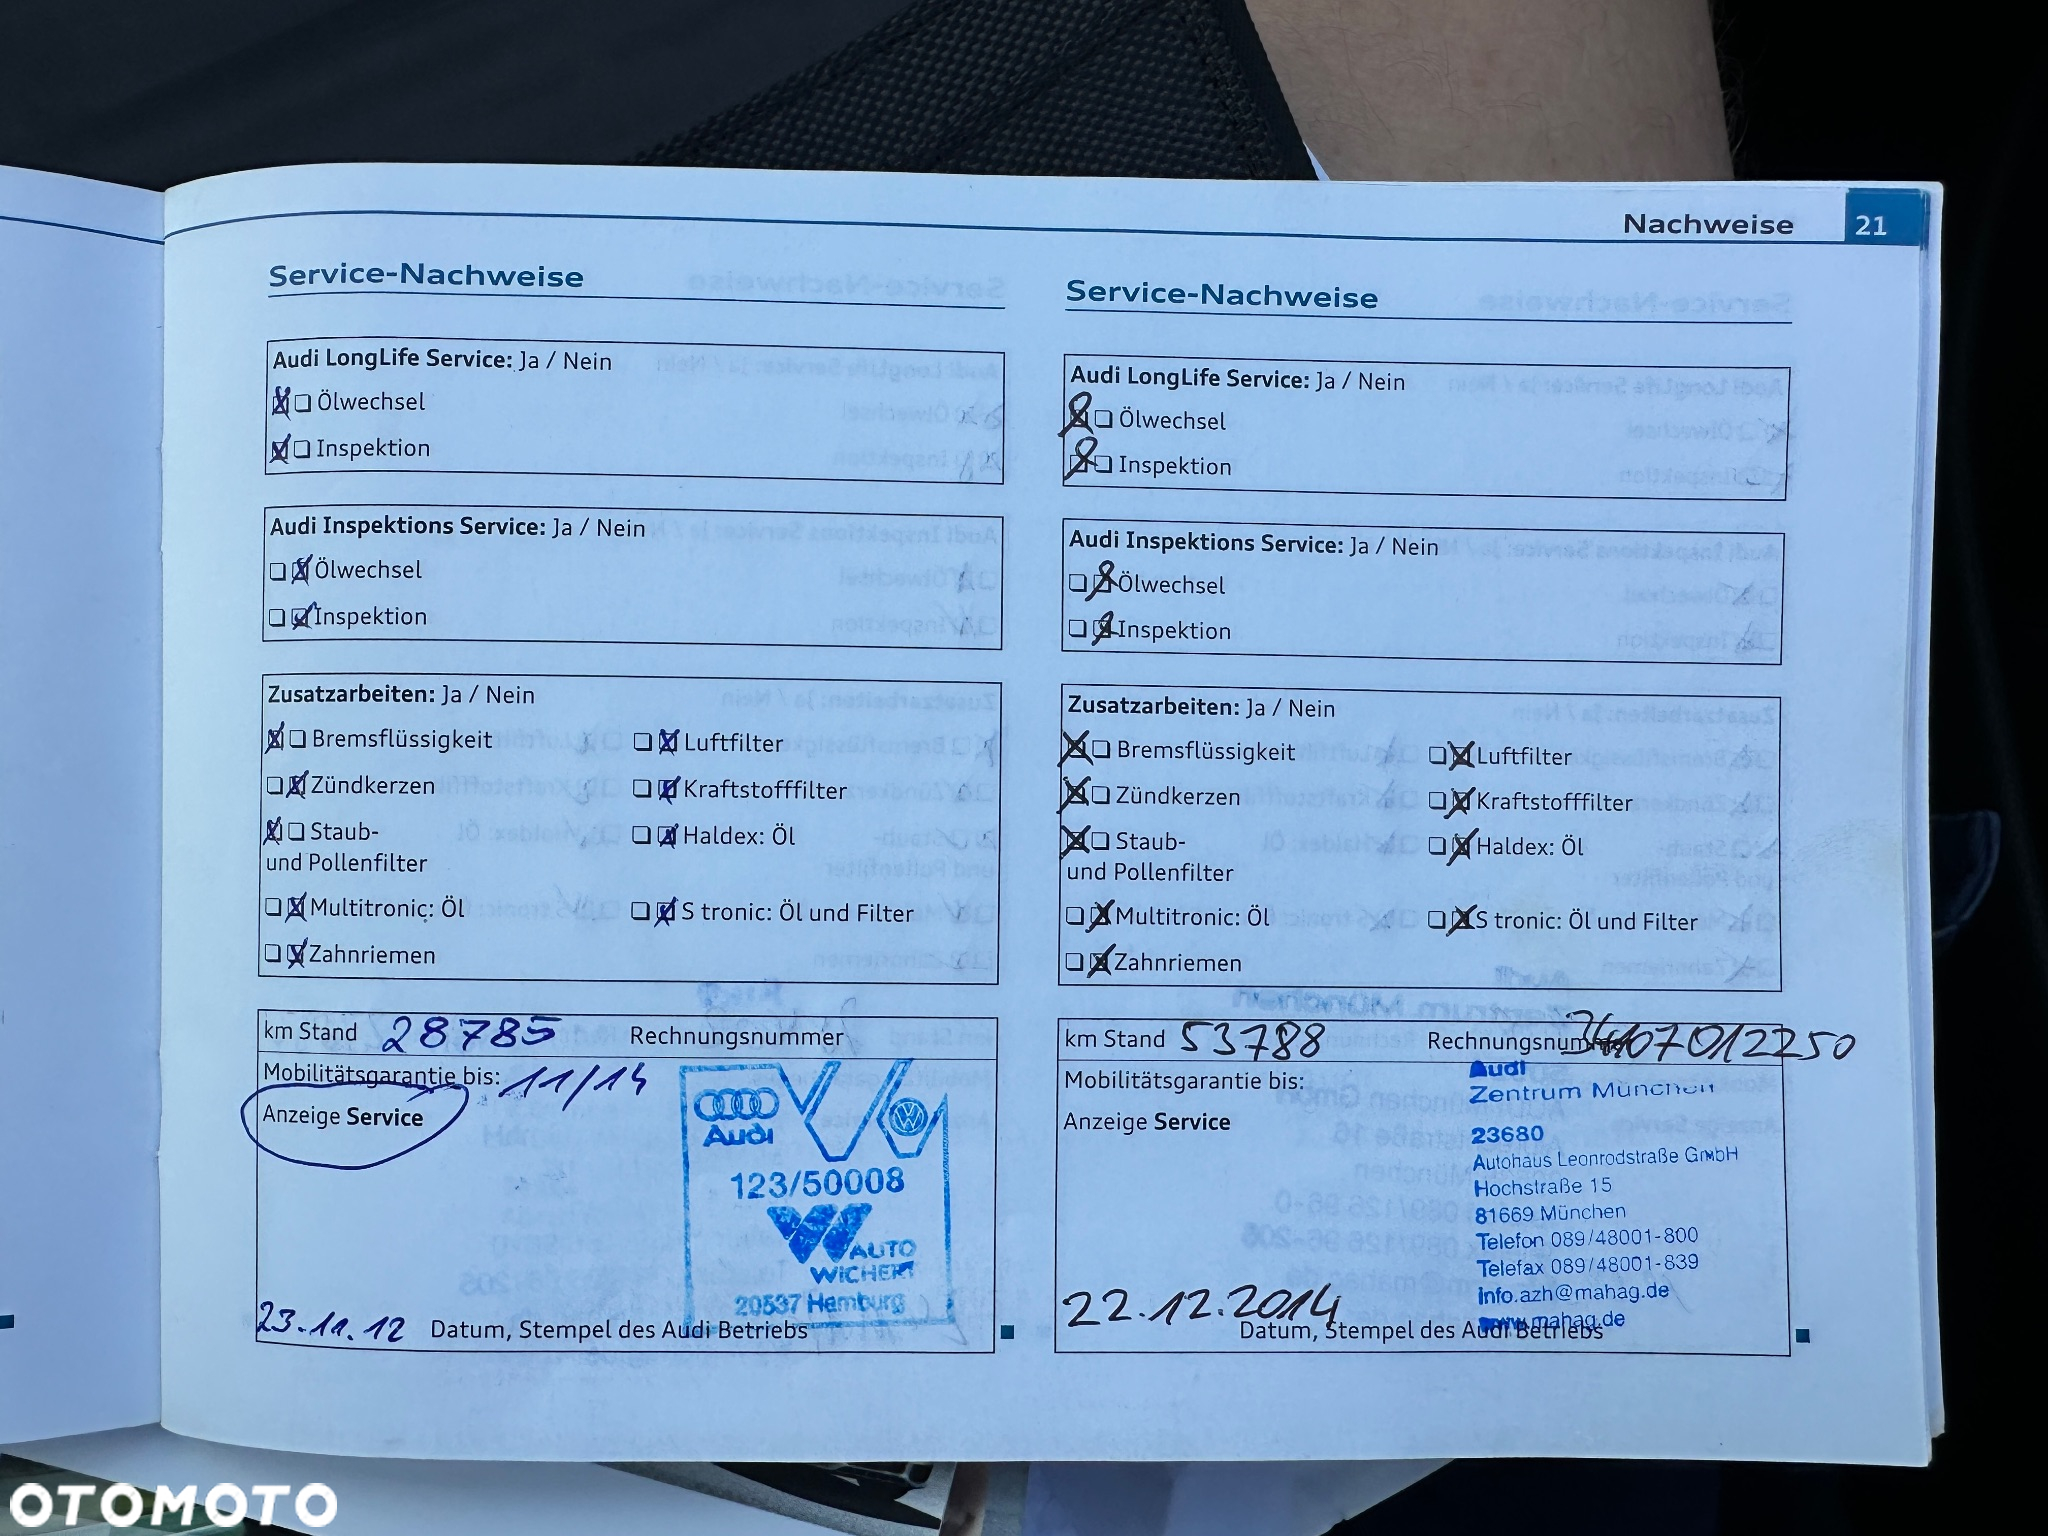 Nachweise 21
Service-Nachweise
Audi LongLife Service: Ja / Nein
Ölwechsel
Inspektion
Audi Inspektions Service: Ja / Nein
Ölwechsel
Inspektion
Zusatzarbeiten: Ja / Nein
Bremsflüssigkeit Luftfilter
Zündkerzen Kraftstofffilter
Staub- Haldex: Öl
und Pollenfilter
Multitronic: Öl S tronic: Öl und Filter
Zahnriemen
km Stand 28785 Rechnungsnummer
Mobilitätsgarantie bis: 11/14
Anzeige Service
Audi
123/50008
AUTO
WICHERT
20537 Hamburg
23.11.12 Datum, Stempel des Audi Betriebs
Service-Nachweise
Audi LongLife Service: Ja / Nein
Ölwechsel
Inspektion
Audi Inspektions Service: Ja / Nein
Ölwechsel
Inspektion
Zusatzarbeiten: Ja / Nein
Bremsflüssigkeit Luftfilter
Zündkerzen Kraftstofffilter
Staub- Haldex: Öl
und Pollenfilter
Multitronic: Öl S tronic: Öl und Filter
Zahnriemen
km Stand 53788
Mobilitätsgarantie bis:
Anzeige Service
Audi
Zentrum München
23680
Autohaus Leonrodstraße GmbH
Hochstraße 15
81669 München
Telefon 089/48001-800
Telefax 089/48001-839
info.azh@mahag.de
www.mahag.de
22.12.2014
Datum, Stempel des Audi Betriebs
OTOMOTO